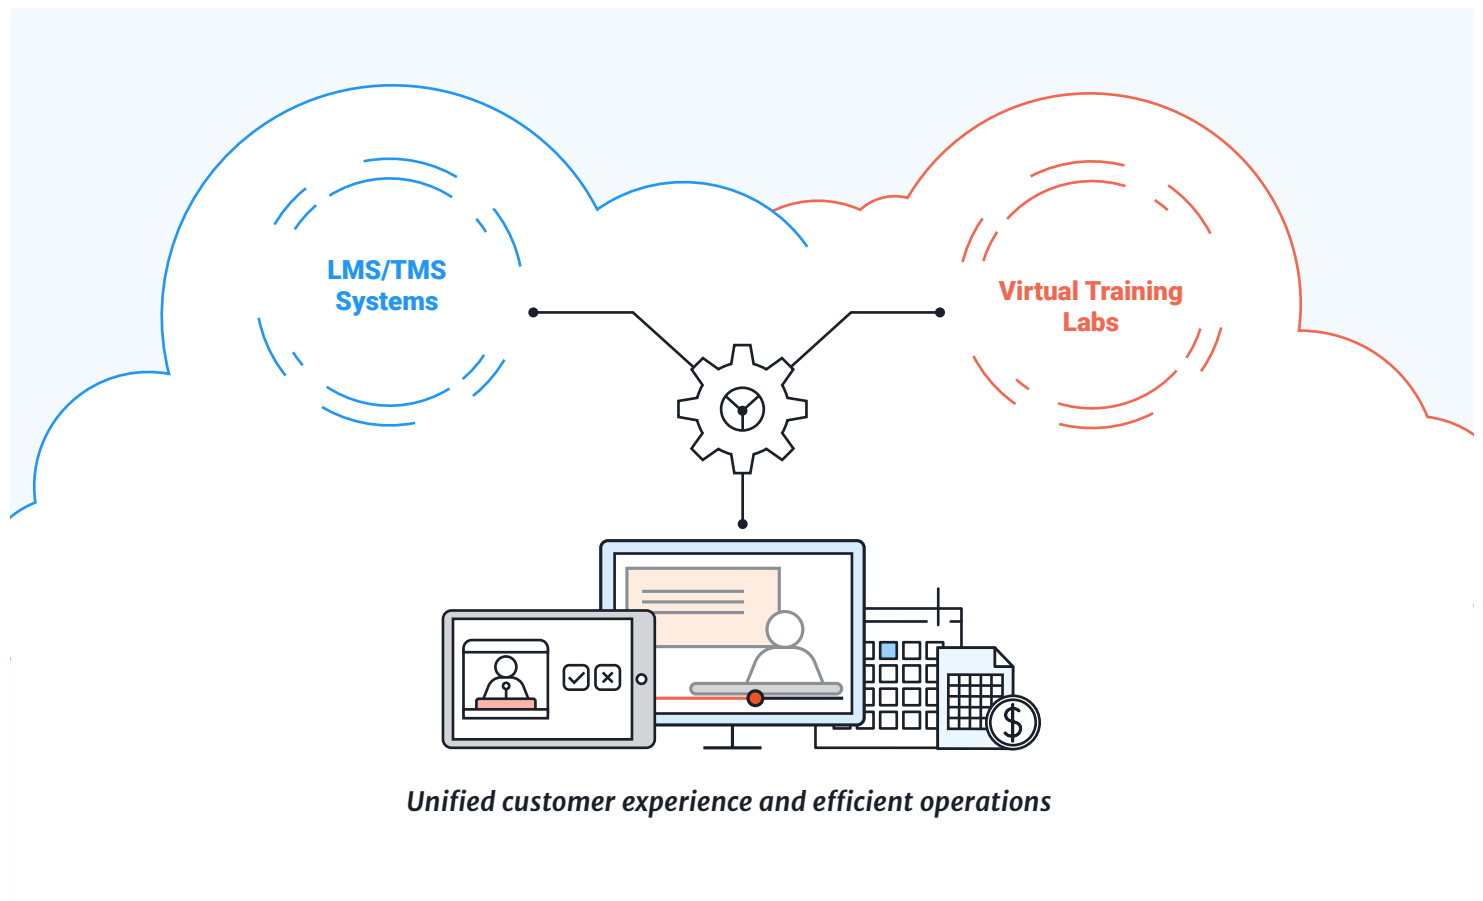 LMS/TMS
Systems
Virtual Training
Labs
$
Unified customer experience and efficient operations